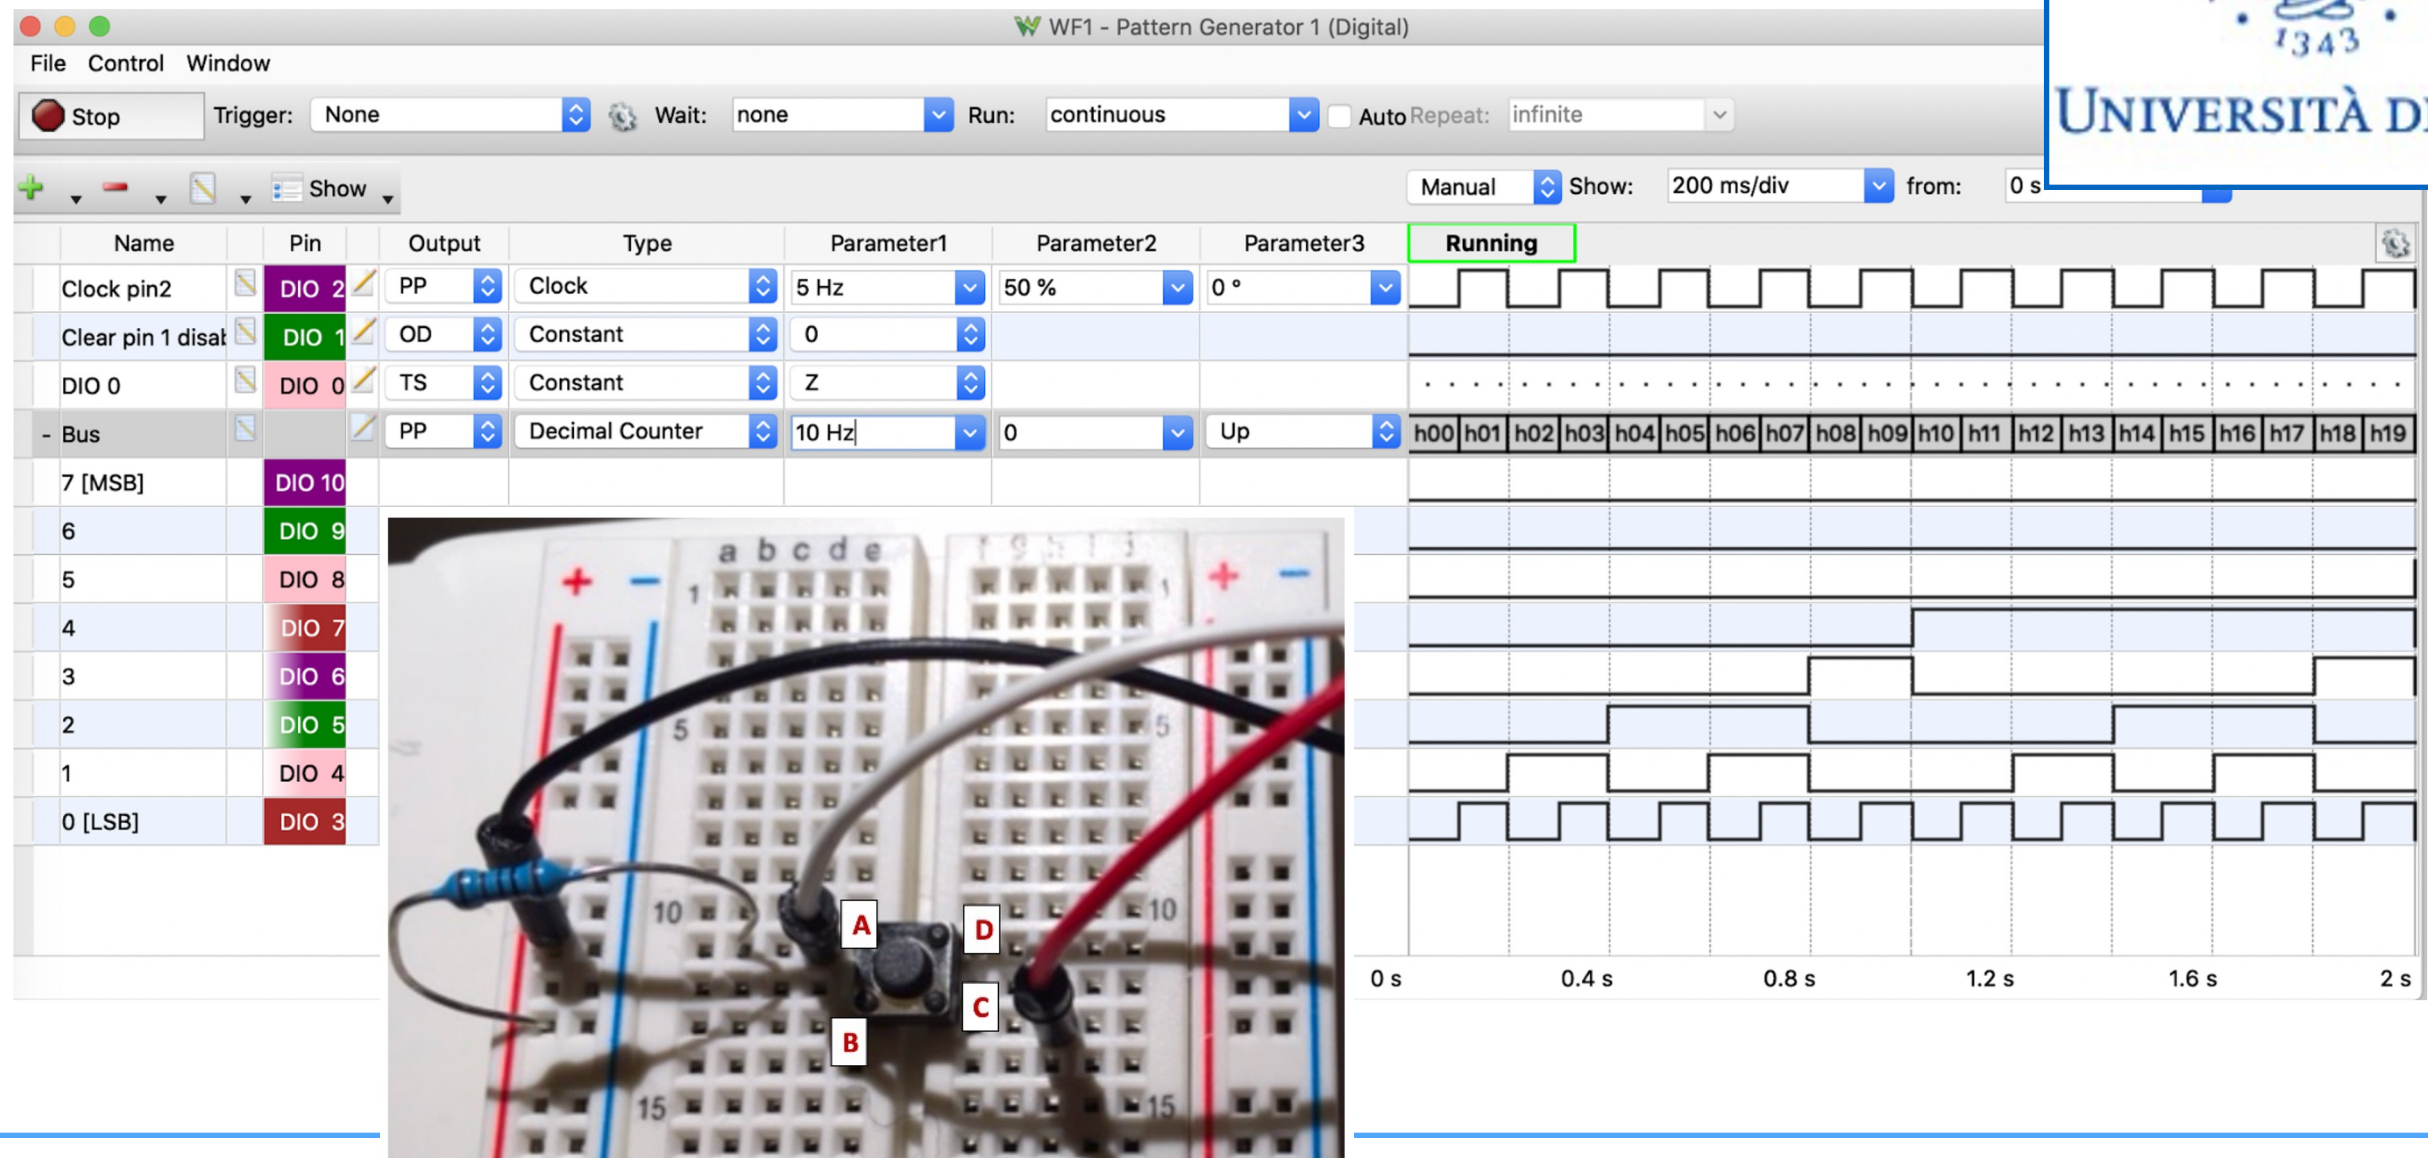 WF1 - Pattern Generator 1 (Digital)
1343
UNIVERSITÀ
File Control Window
Stop Trigger: None Wait: none Run: continuous Auto Repeat: infinite
Show Manual Show: 200 ms/div from: 0 s
Name Pin Output Type Parameter1 Parameter2 Parameter3 Running
Clock pin2 DIO 2 PP Clock 5 Hz 50 % 0 °
Clear pin 1 disab DIO 1 OD Constant 0
DIO 0 DIO 0 TS Constant Z
- Bus PP Decimal Counter 10 Hz 0 Up h00 h01 h02 h03 h04 h05 h06 h07 h08 h09 h10 h11 h12 h13 h14 h15 h16 h17 h18 h19
7 [MSB] DIO 10
6 DIO 9
5 DIO 8
4 DIO 7
3 DIO 6
2 DIO 5
1 DIO 4
0 [LSB] DIO 3
a b c d e
+ − + −
1 1
5 5
10 10
A D
C
B
15 15
0 s 0.4 s 0.8 s 1.2 s 1.6 s 2 s